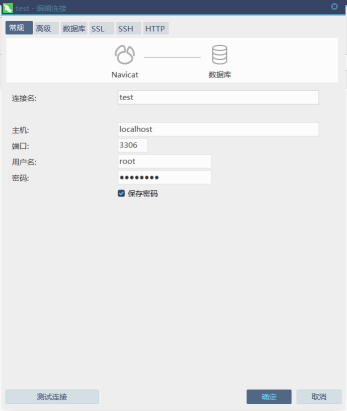 test - 编辑连接
常规 高级 数据库 SSL SSH HTTP
Navicat 数据库
连接名: test
主机: localhost
端口: 3306
用户名: root
密码: ●●●●●●●●
保存密码
测试连接 确定 取消